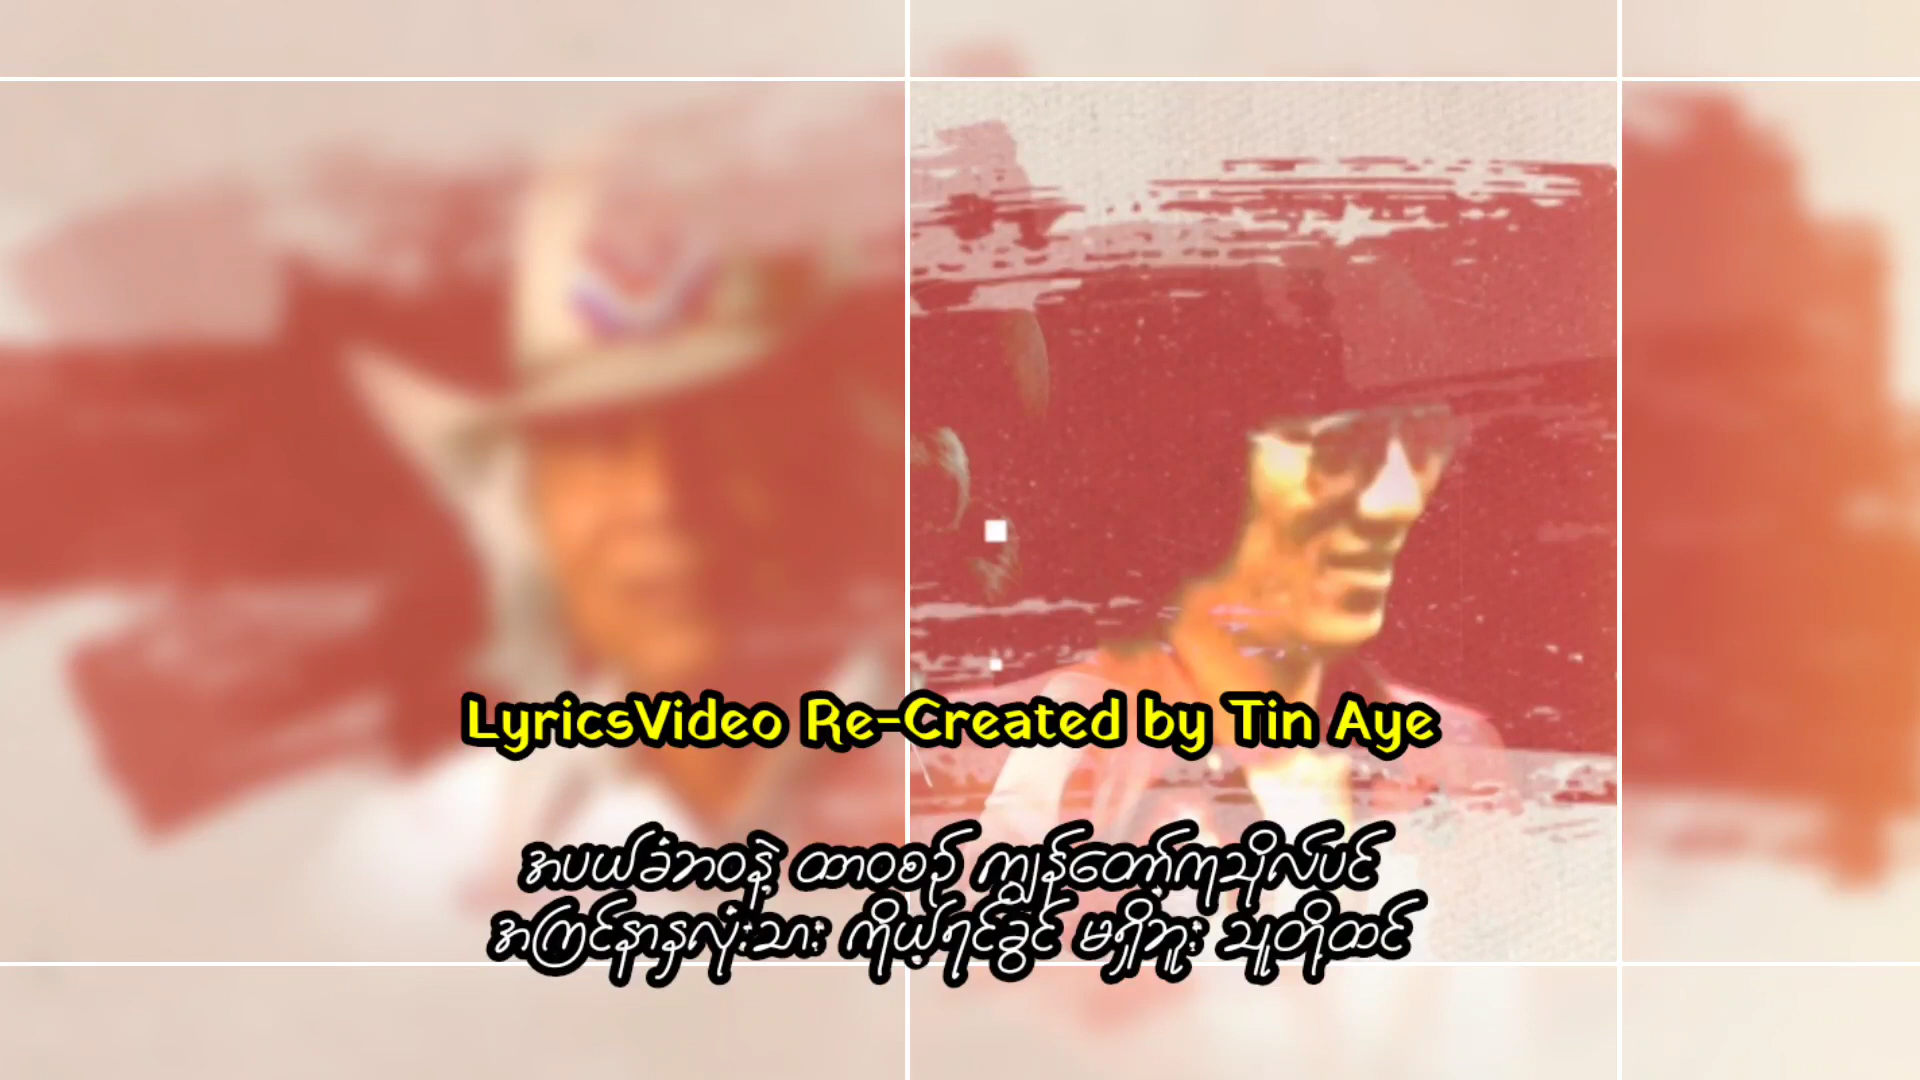 LyricsVideo Re-Created by Tin Aye
အပယ်ခံဘဝနဲ့ ထာဝစဉ် ကျွန်တော့်ကုသိုလ်ပင်
အကြင်နာနှလုံးသား ကိုယ့်ရင်ခွင် မရှိဘူး သူတို့ထင်